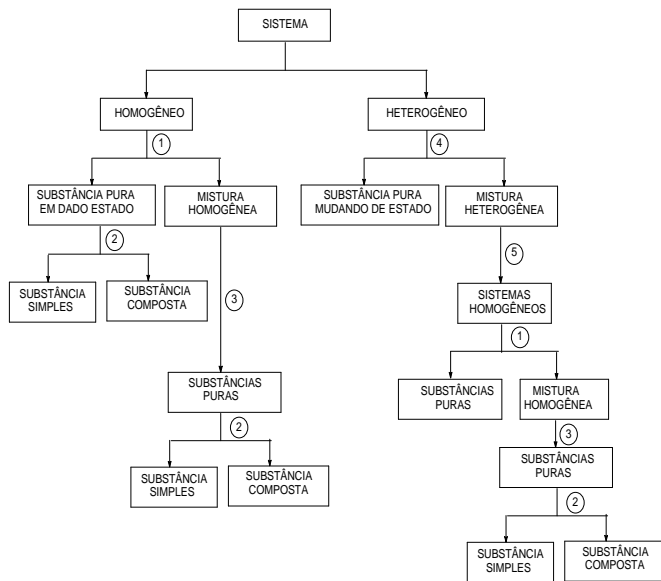 SISTEMA
HOMOGÊNEO
HETEROGÊNEO
1
4
SUBSTÂNCIA PURA
EM DADO ESTADO
MISTURA
HOMOGÊNEA
SUBSTÂNCIA PURA
MUDANDO DE ESTADO
MISTURA
HETEROGÊNEA
2
5
SUBSTÂNCIA
SIMPLES
SUBSTÂNCIA
COMPOSTA
3
SISTEMAS
HOMOGÊNEOS
1
SUBSTÂNCIAS
PURAS
SUBSTÂNCIAS
PURAS
MISTURA
HOMOGÊNEA
2
3
SUBSTÂNCIA
SIMPLES
SUBSTÂNCIA
COMPOSTA
SUBSTÂNCIAS
PURAS
2
SUBSTÂNCIA
SIMPLES
SUBSTÂNCIA
COMPOSTA